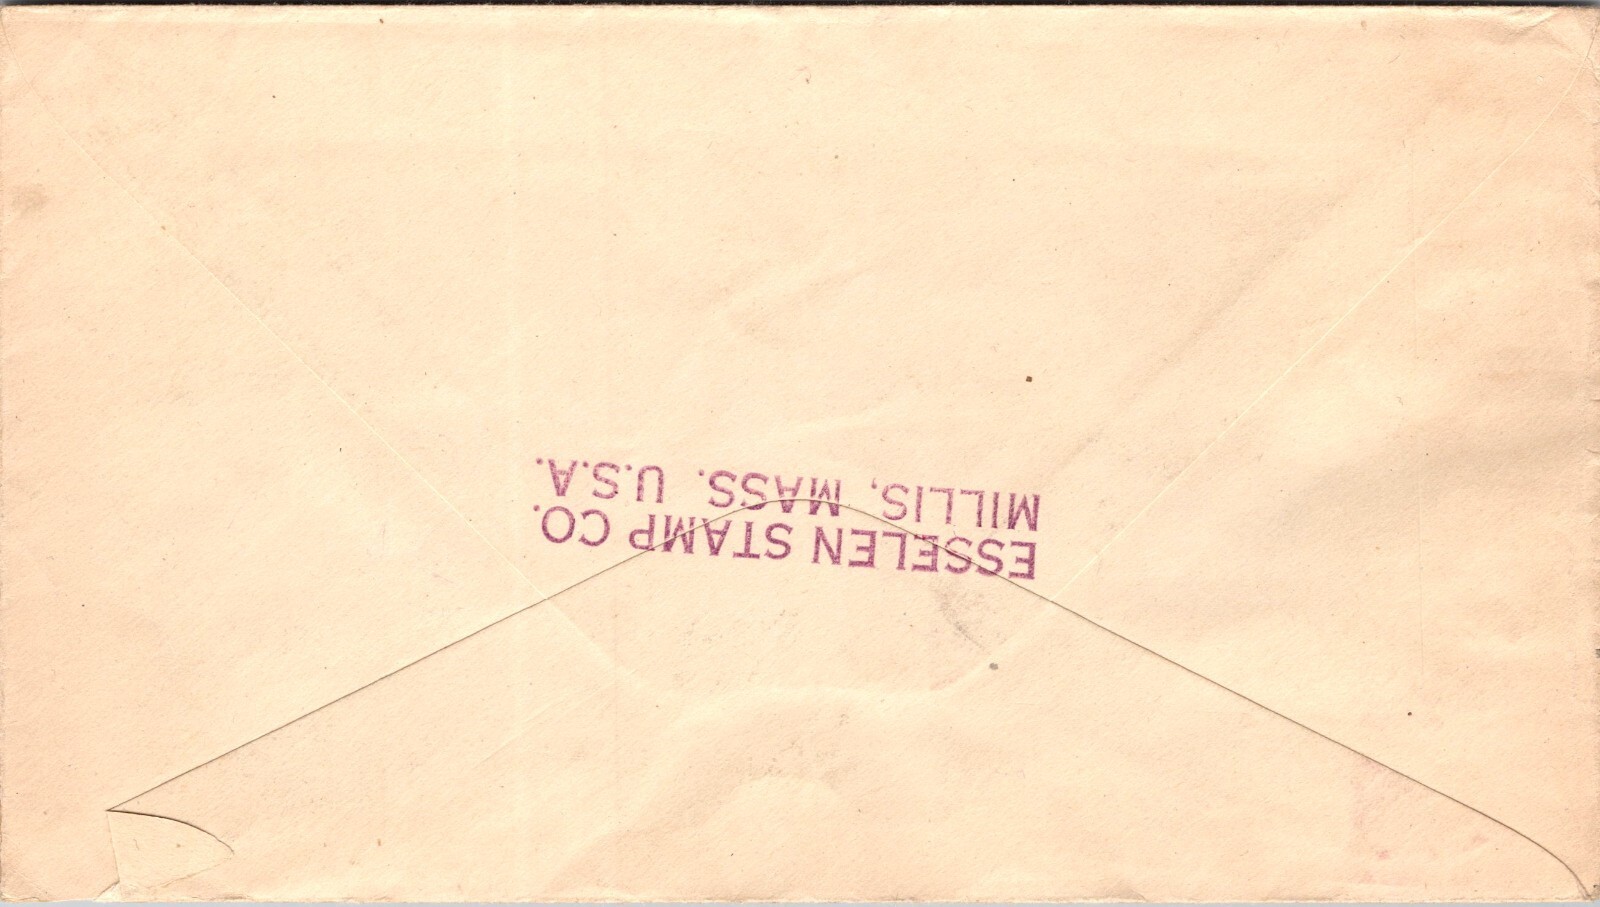 ESSELEN STAMP CO.
MILLIS, MASS. U.S.A.